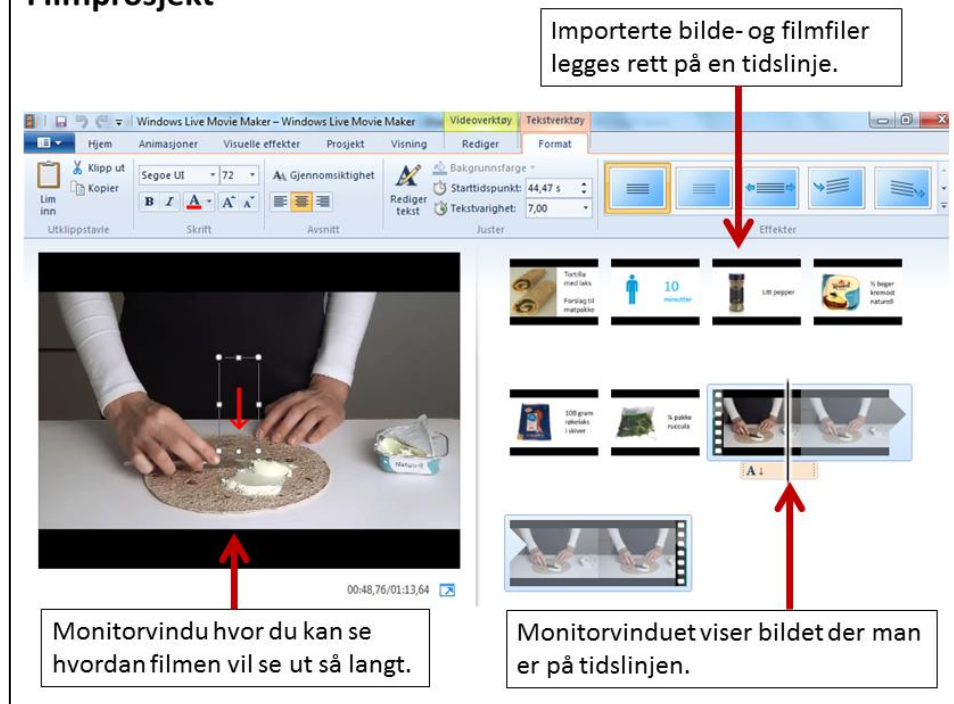 Filmprosjekt
Importerte bilde- og filmfiler
legges rett på en tidslinje.
Windows Live Movie Maker – Windows Live Movie Maker
Videoverktøy
Tekstverktøy
Hjem
Animasjoner
Visuelle effekter
Prosjekt
Visning
Rediger
Format
Lim
inn
Klipp ut
Kopier
Utklippstavle
Segoe UI
72
B I A A A
Skrift
Gjennomsiktighet
Avsnitt
Rediger
tekst
Bakgrunnsfarge
Starttidspunkt: 44,47 s
Tekstvarighet: 7,00
Juster
Effekter
Tortilla
med laks
Forslag til
matpakke
10
minutter
Litt pepper
½ beger
kremost
naturell
100 gram
røkelaks
i skiver
½ pakke
ruccula
A↓
Naturell
00:48,76/01:13,64
Monitorvindu hvor du kan se
hvordan filmen vil se ut så langt.
Monitorvinduet viser bildet der man
er på tidslinjen.